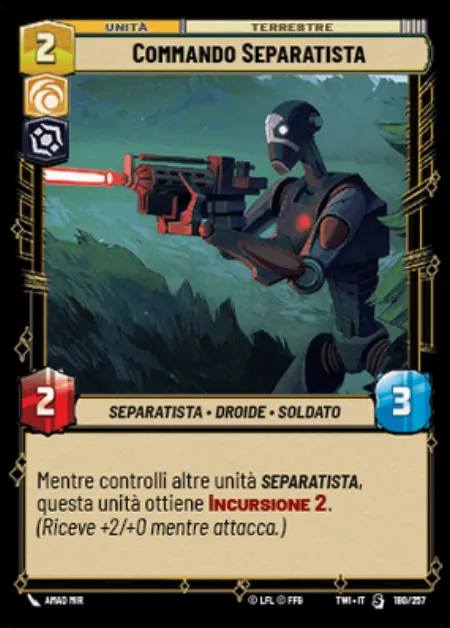 UNITÀ
TERRESTRE
2
COMMANDO SEPARATISTA
2
SEPARATISTA • DROIDE • SOLDATO
3
Mentre controlli altre unità SEPARATISTA,
questa unità ottiene INCURSIONE 2.
(Riceve +2/+0 mentre attacca.)
AMAD MIR
© LFL © FFG
TWI • IT
180/257